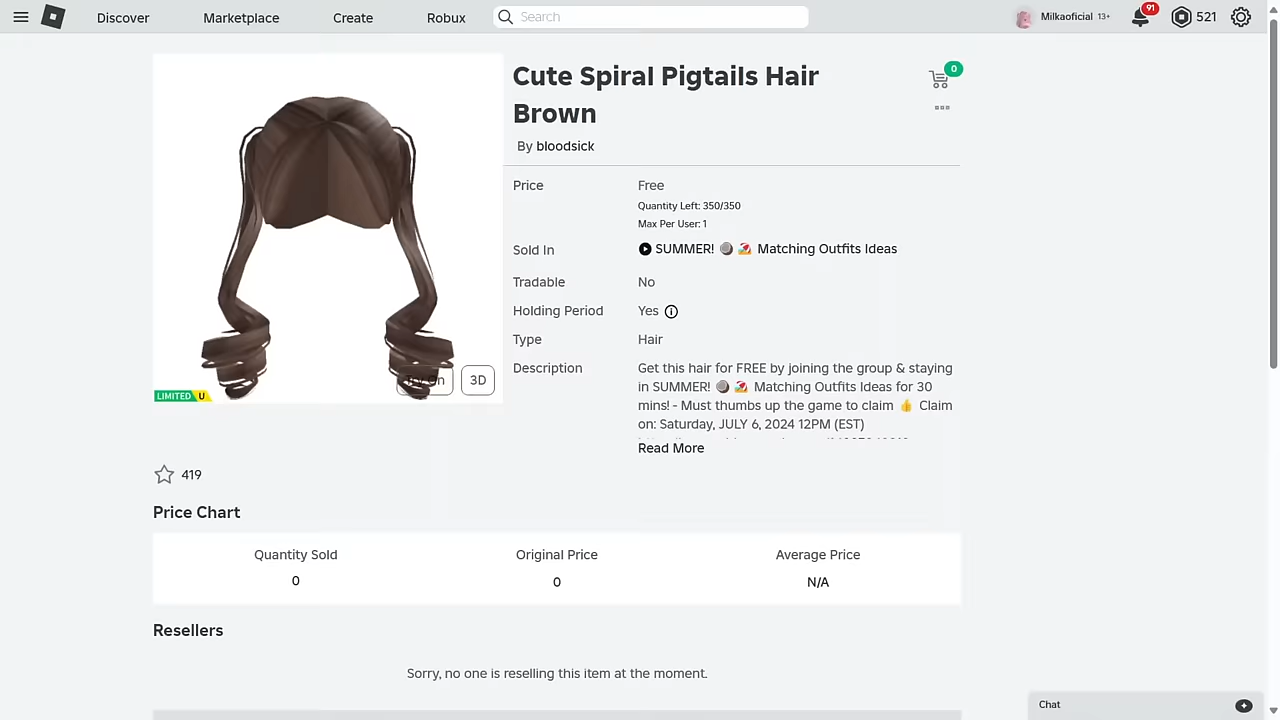 Discover Marketplace Create Robux Search Milkaoficial 13+ 91 521
Cute Spiral Pigtails Hair
Brown
0
By bloodsick
Price Free
Quantity Left: 350/350
Max Per User: 1
Sold In SUMMER! 🪨 🏖️ Matching Outfits Ideas
Tradable No
Holding Period Yes
Type Hair
Description Get this hair for FREE by joining the group & staying
in SUMMER! 🪨 🏖️ Matching Outfits Ideas for 30
mins! - Must thumbs up the game to claim 👍 Claim
on: Saturday, JULY 6, 2024 12PM (EST)
Read More
Try On 3D
LIMITED U
419
Price Chart
Quantity Sold Original Price Average Price
0 0 N/A
Resellers
Sorry, no one is reselling this item at the moment.
Chat